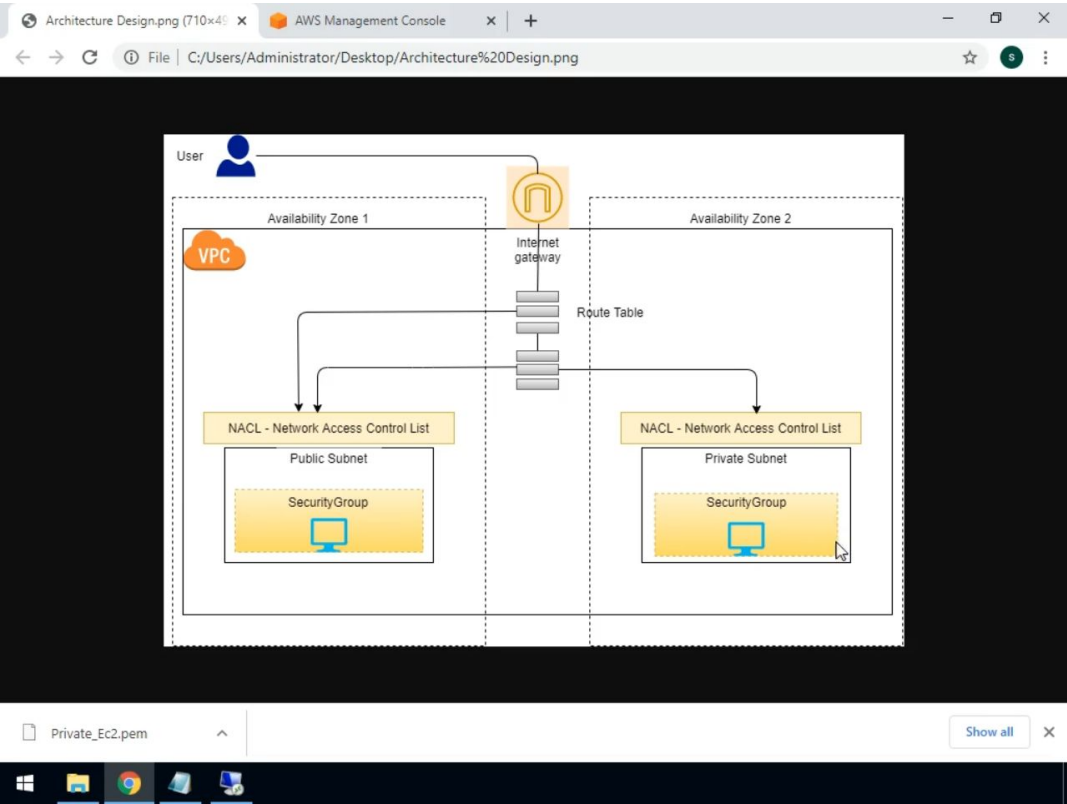 Architecture Design.png (710×49
AWS Management Console
File
C:/Users/Administrator/Desktop/Architecture%20Design.png
S
User
Availability Zone 1
Availability Zone 2
VPC
Internet
gateway
Route Table
NACL - Network Access Control List
NACL - Network Access Control List
Public Subnet
Private Subnet
SecurityGroup
SecurityGroup
Private_Ec2.pem
Show all